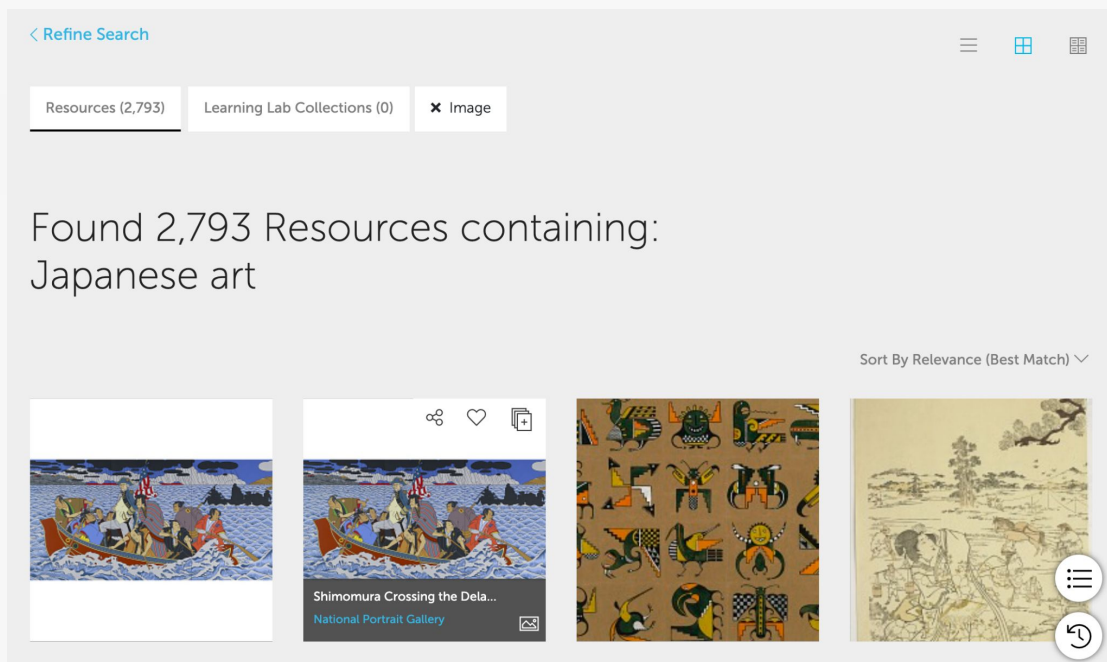 Refine Search
Resources (2,793)
Learning Lab Collections (0)
Image
Found 2,793 Resources containing:
Japanese art
Sort By Relevance (Best Match)
Shimomura Crossing the Dela...
National Portrait Gallery